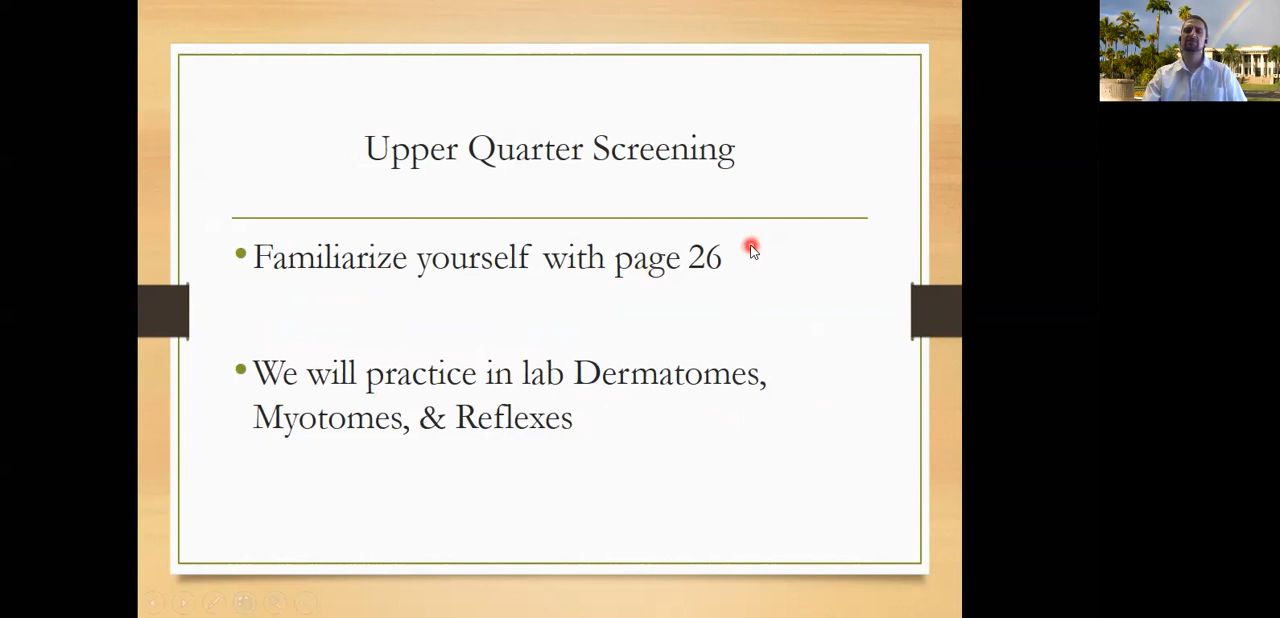 Upper Quarter Screening
•Familiarize yourself with page 26
•We will practice in lab Dermatomes,
Myotomes, & Reflexes